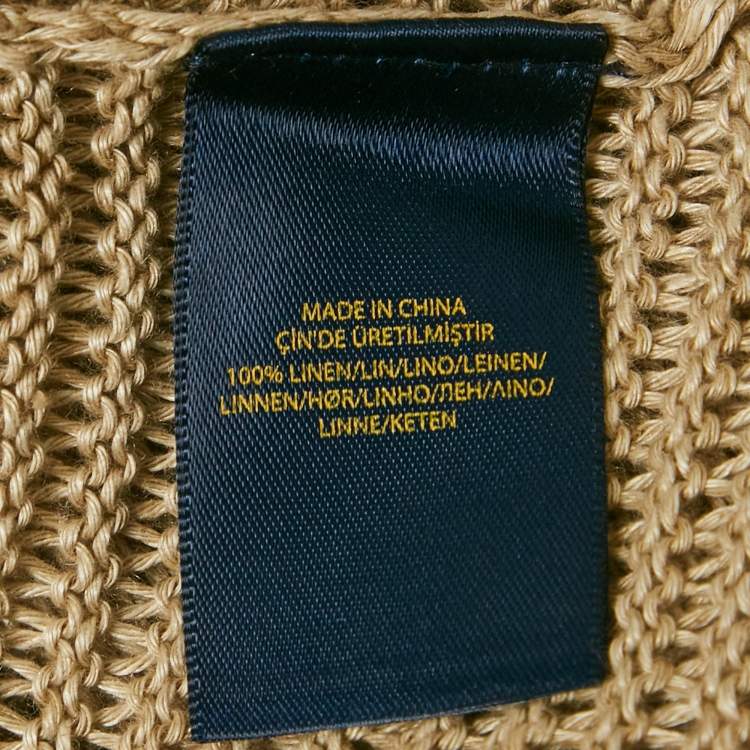 MADE IN CHINA
ÇİN'DE ÜRETİLMİŞTİR
100% LINEN/LIN/LINO/LEINEN/
LINNEN/HØR/LINHO/ЛЕН/ΛΙΝΟ/
LINNE/KETEN